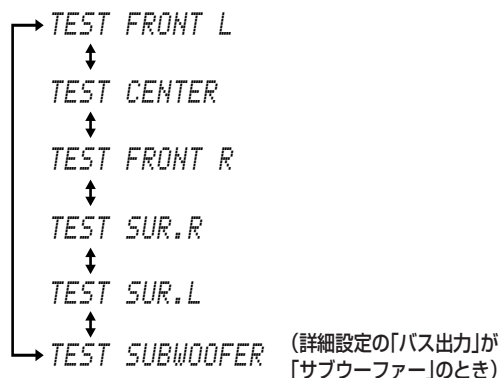 TEST FRONT L
TEST CENTER
TEST FRONT R
TEST SUR.R
TEST SUR.L
TEST SUBWOOFER
(詳細設定の「バス出力」が
「サブウーファー」のとき)